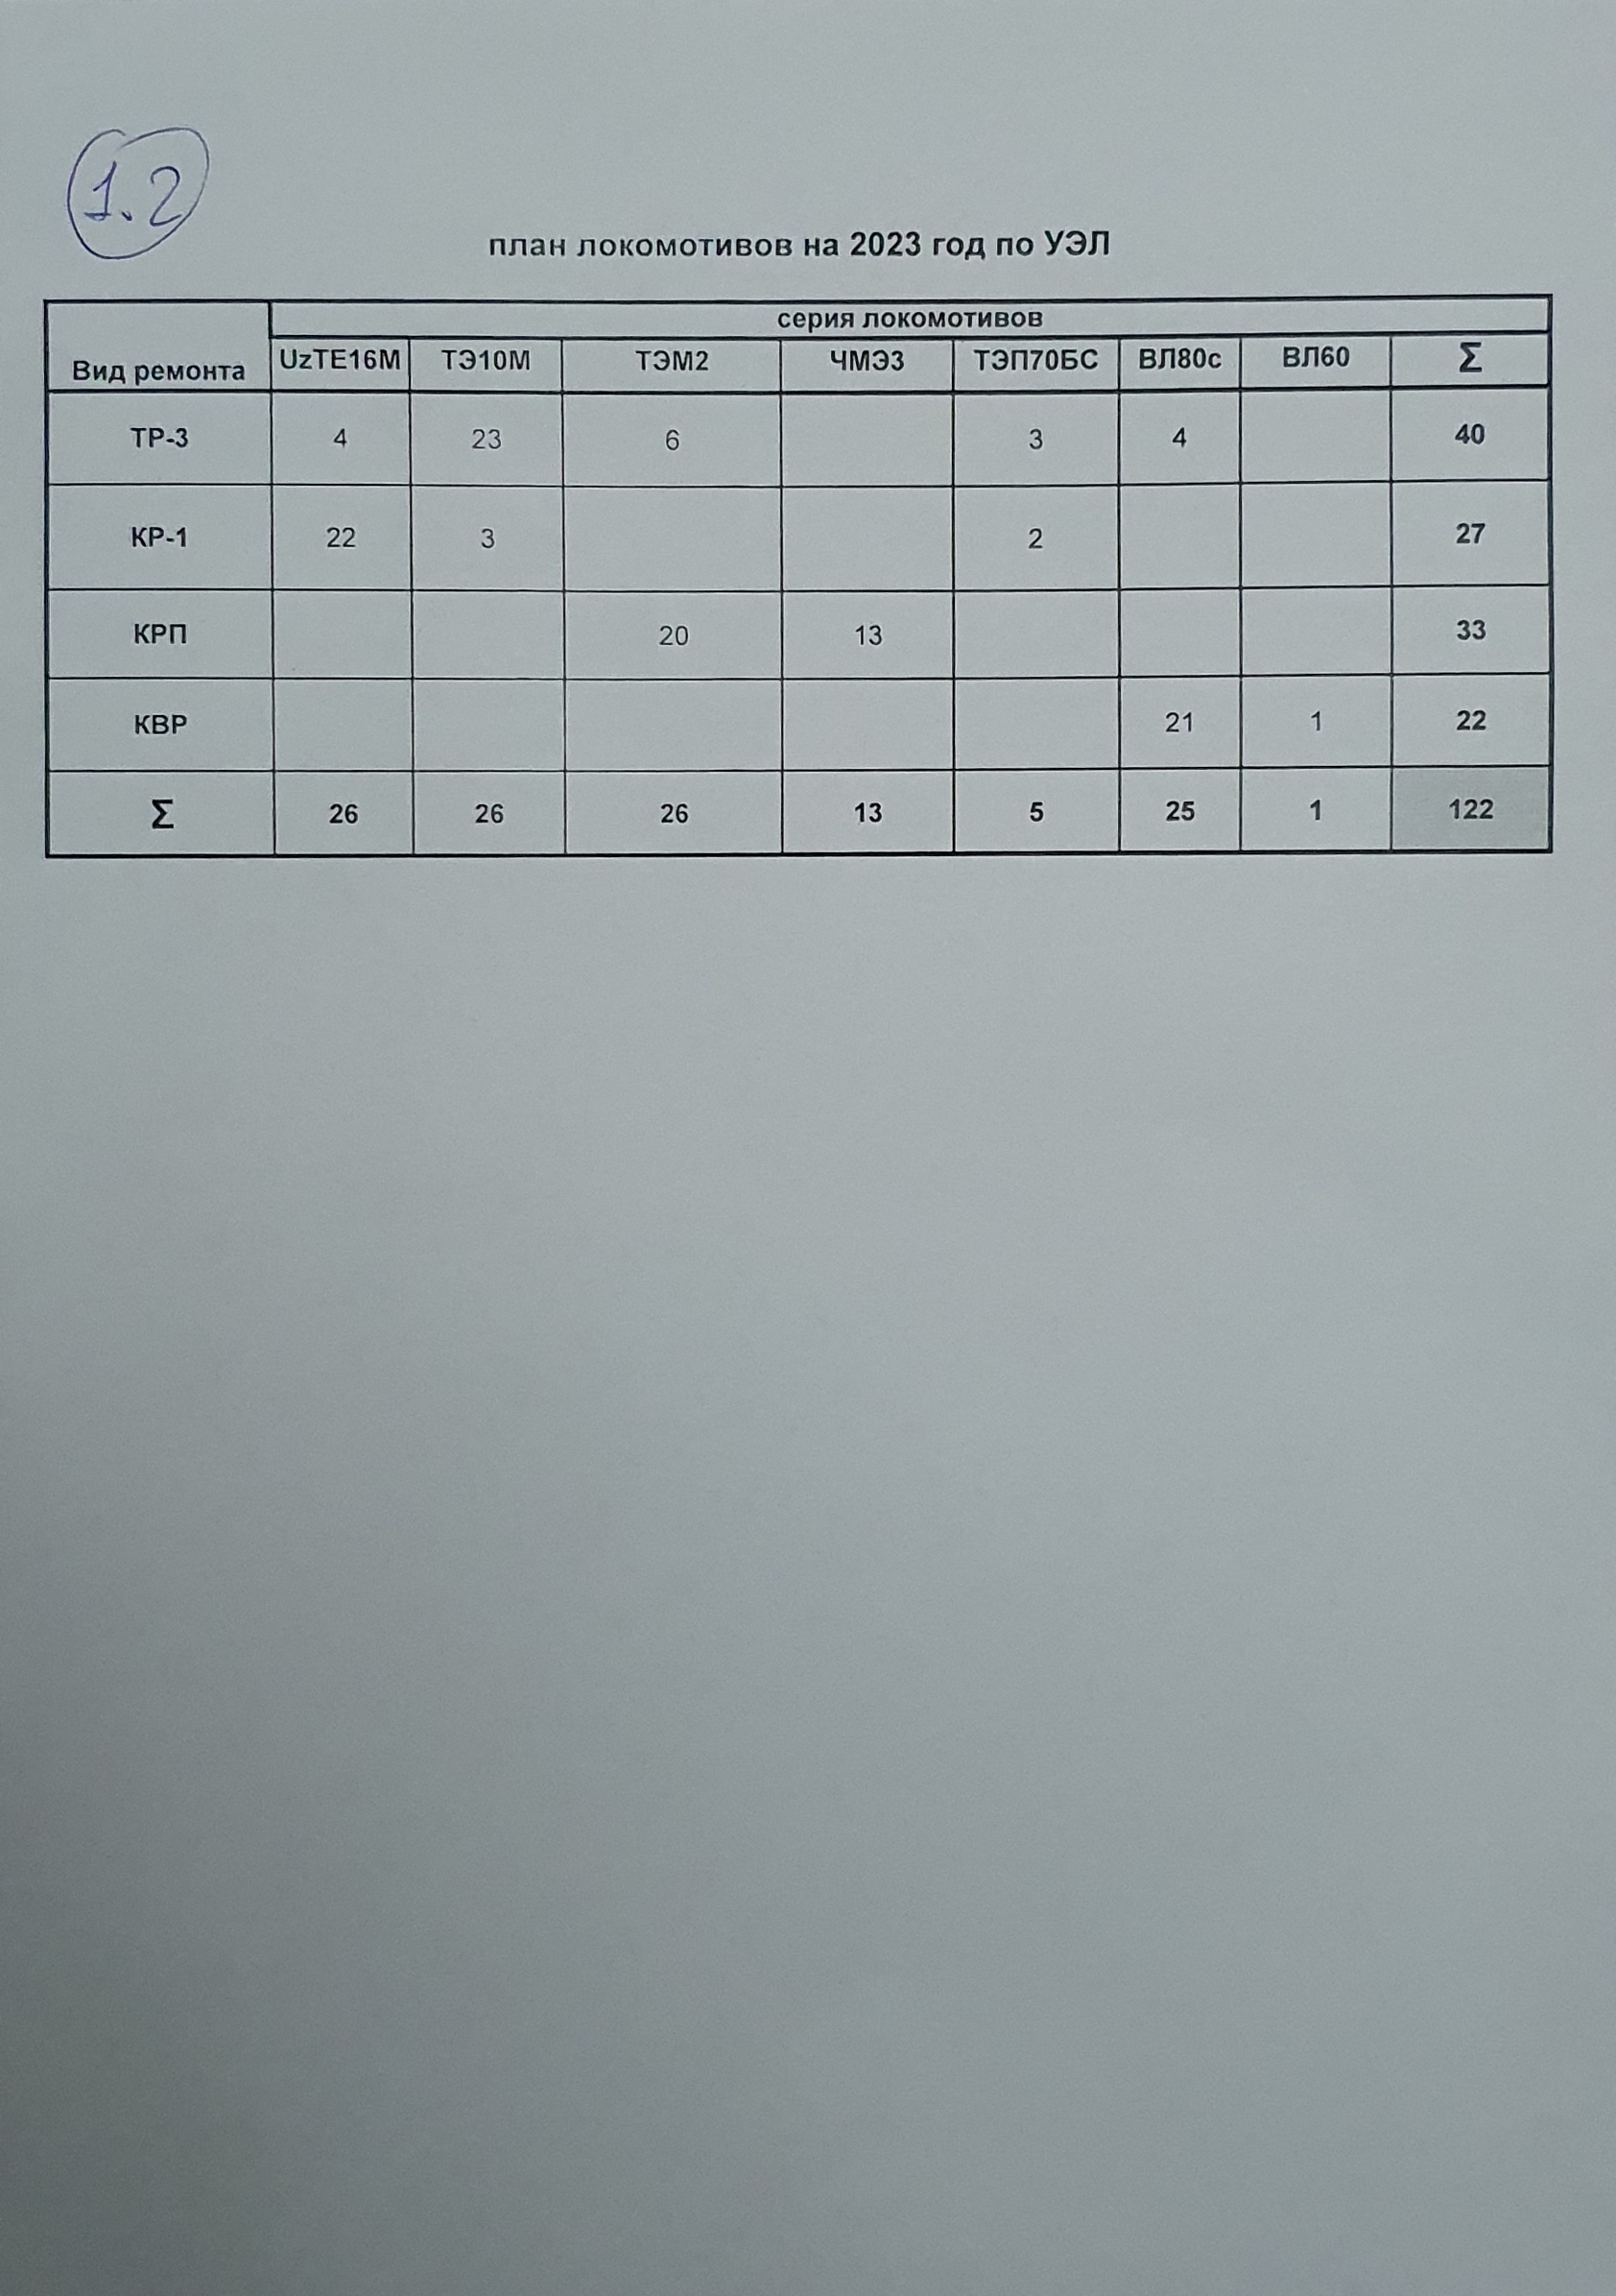 1.2
план локомотивов на 2023 год по УЭЛ
серия локомотивов
Вид ремонта UzTE16M ТЭ10М ТЭМ2 ЧМЭ3 ТЭП70БС ВЛ80с ВЛ60 Σ
ТР-3 4 23 6 3 4 40
КР-1 22 3 2 27
КРП 20 13 33
КВР 21 1 22
Σ 26 26 26 13 5 25 1 122